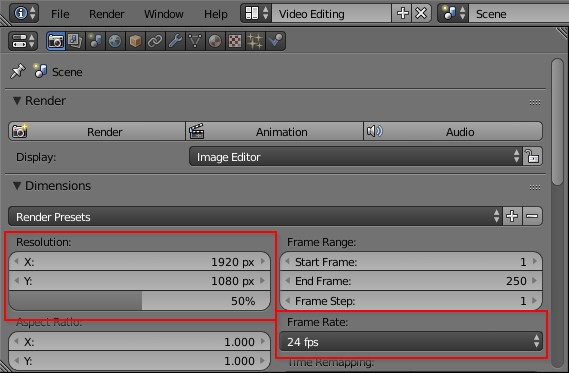 File Render Window Help Video Editing Scene
Scene
Render
Render Animation Audio
Display: Image Editor
Dimensions
Render Presets
Resolution: Frame Range:
X: 1920 px Start Frame: 1
Y: 1080 px End Frame: 250
50% Frame Step: 1
Aspect Ratio: Frame Rate:
X: 1.000 24 fps
Y: 1.000 Time Remapping: